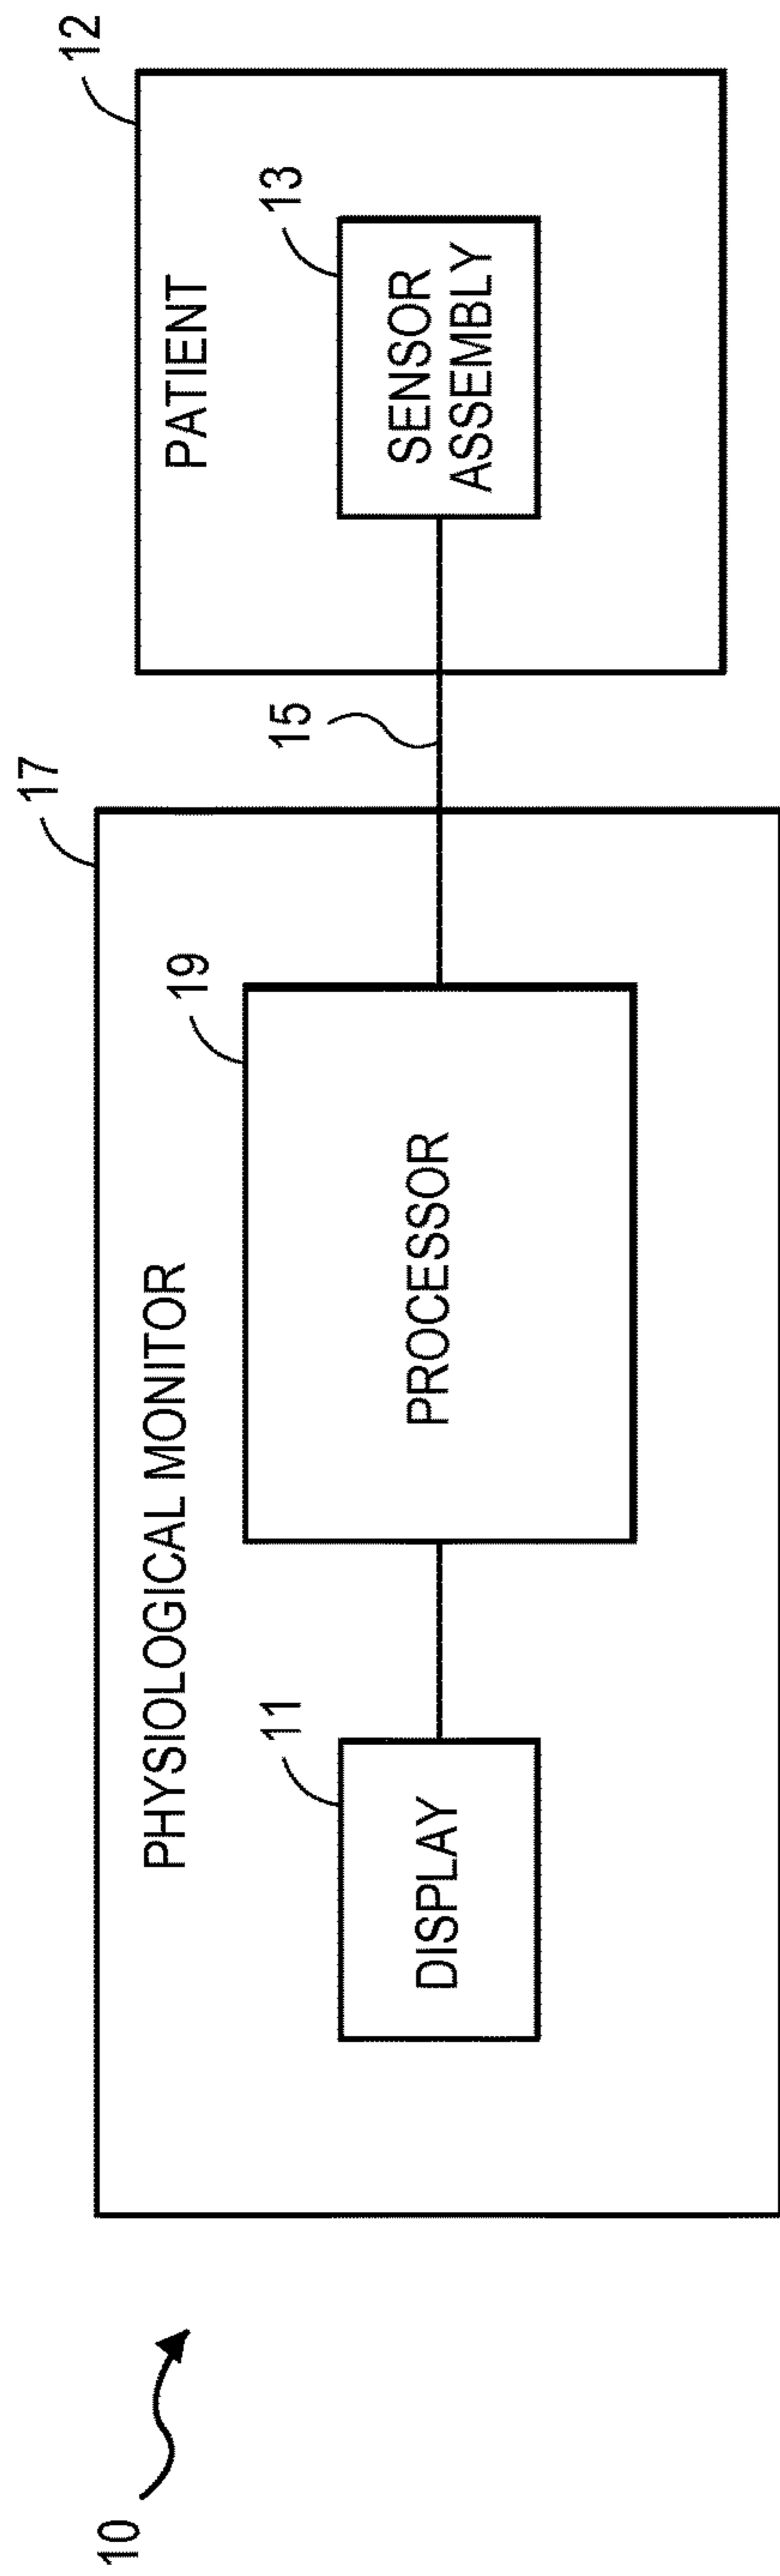 10
17
PHYSIOLOGICAL MONITOR
11
DISPLAY
19
PROCESSOR
15
12
PATIENT
13
SENSOR
ASSEMBLY